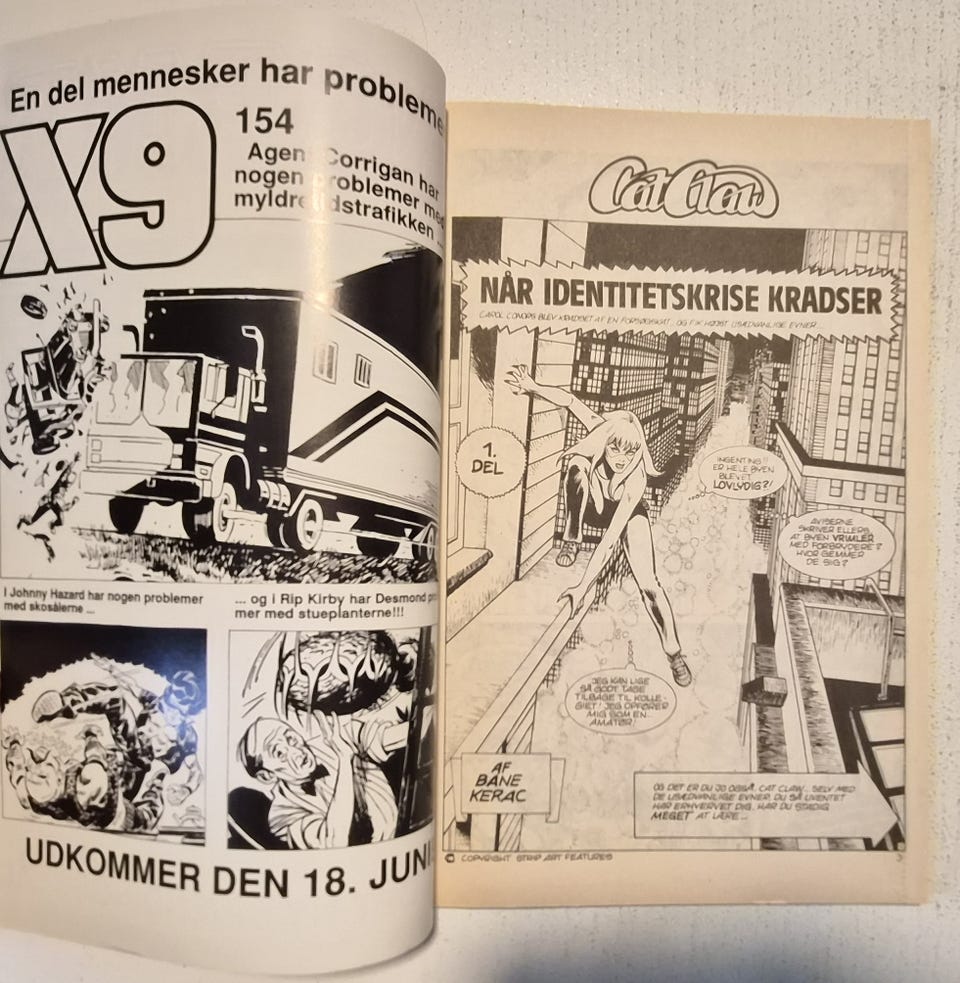 En del mennesker har probleme
X9
154
Agen Corrigan har
nogen problemer med
myldre dstrafikken ...
I Johnny Hazard har nogen problemer
med skosålerne ...
... og i Rip Kirby har Desmond pro
mer med stueplanterne!!!
UDKOMMER DEN 18. JUNI
Cat Claw
NÅR IDENTITETSKRISE KRADSER
CAROL CONORS BLEV KRADSET AF EN FORSØGSKAT... OG FIK HØJST USÆDVANLIGE EVNER...
1.
DEL
INGENTING!!
ER HELE BYEN
BLEVET
LOVLYDIG?!
AVISERNE
SKRIVER ELLERS,
AT BYEN VRIMLER
MED FORBRYDERE?
HVOR GEMMER
DE SIG?
JEG KAN LIGE
SÅ GODT TAGE
TILBAGE TIL KOLLE-
GIET! JEG OPFØRER
MIG SOM EN
AMATØR!
AF
BANE
KERAC
OG DET ER DU JO OGSÅ, CAT CLAW... SELV MED
DE USÆDVANLIGE EVNER, DU SÅ UVENTET
HAR ERHVERVET DIG, HAR DU STADIG
MEGET AT LÆRE...
© COPYRIGHT STRIP ART FEATURES
3